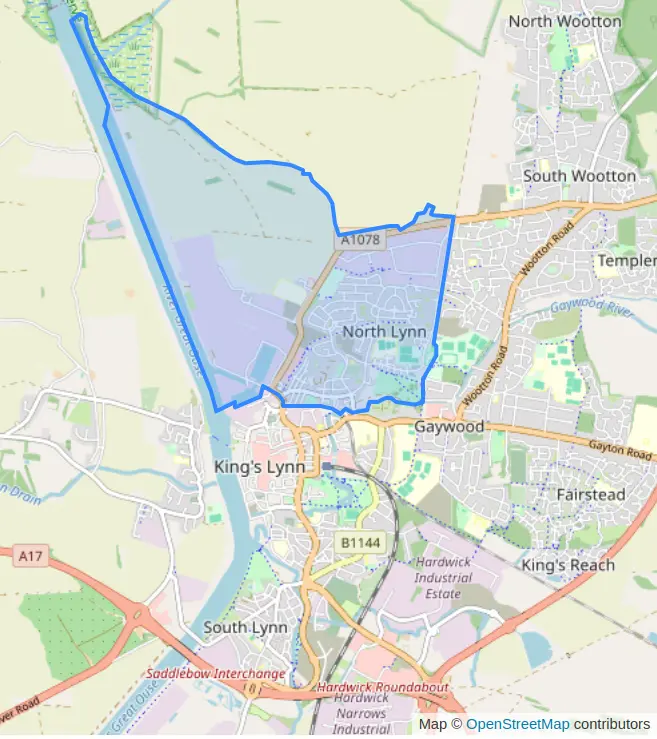 North Wootton
South Wootton
A1078
Wootton Road
Templem
River Great Ouse
Gaywood River
North Lynn
Wootton Road
Gaywood
Gayton Road
King's Lynn
Fairstead
n Drain
B1144
A17
Hardwick
Industrial
Estate
King's Reach
South Lynn
Saddlebow Interchange
Hardwick Roundabout
Great Ouse
Hardwick
Narrows
Industrial
ver Road
Map © OpenStreetMap contributors